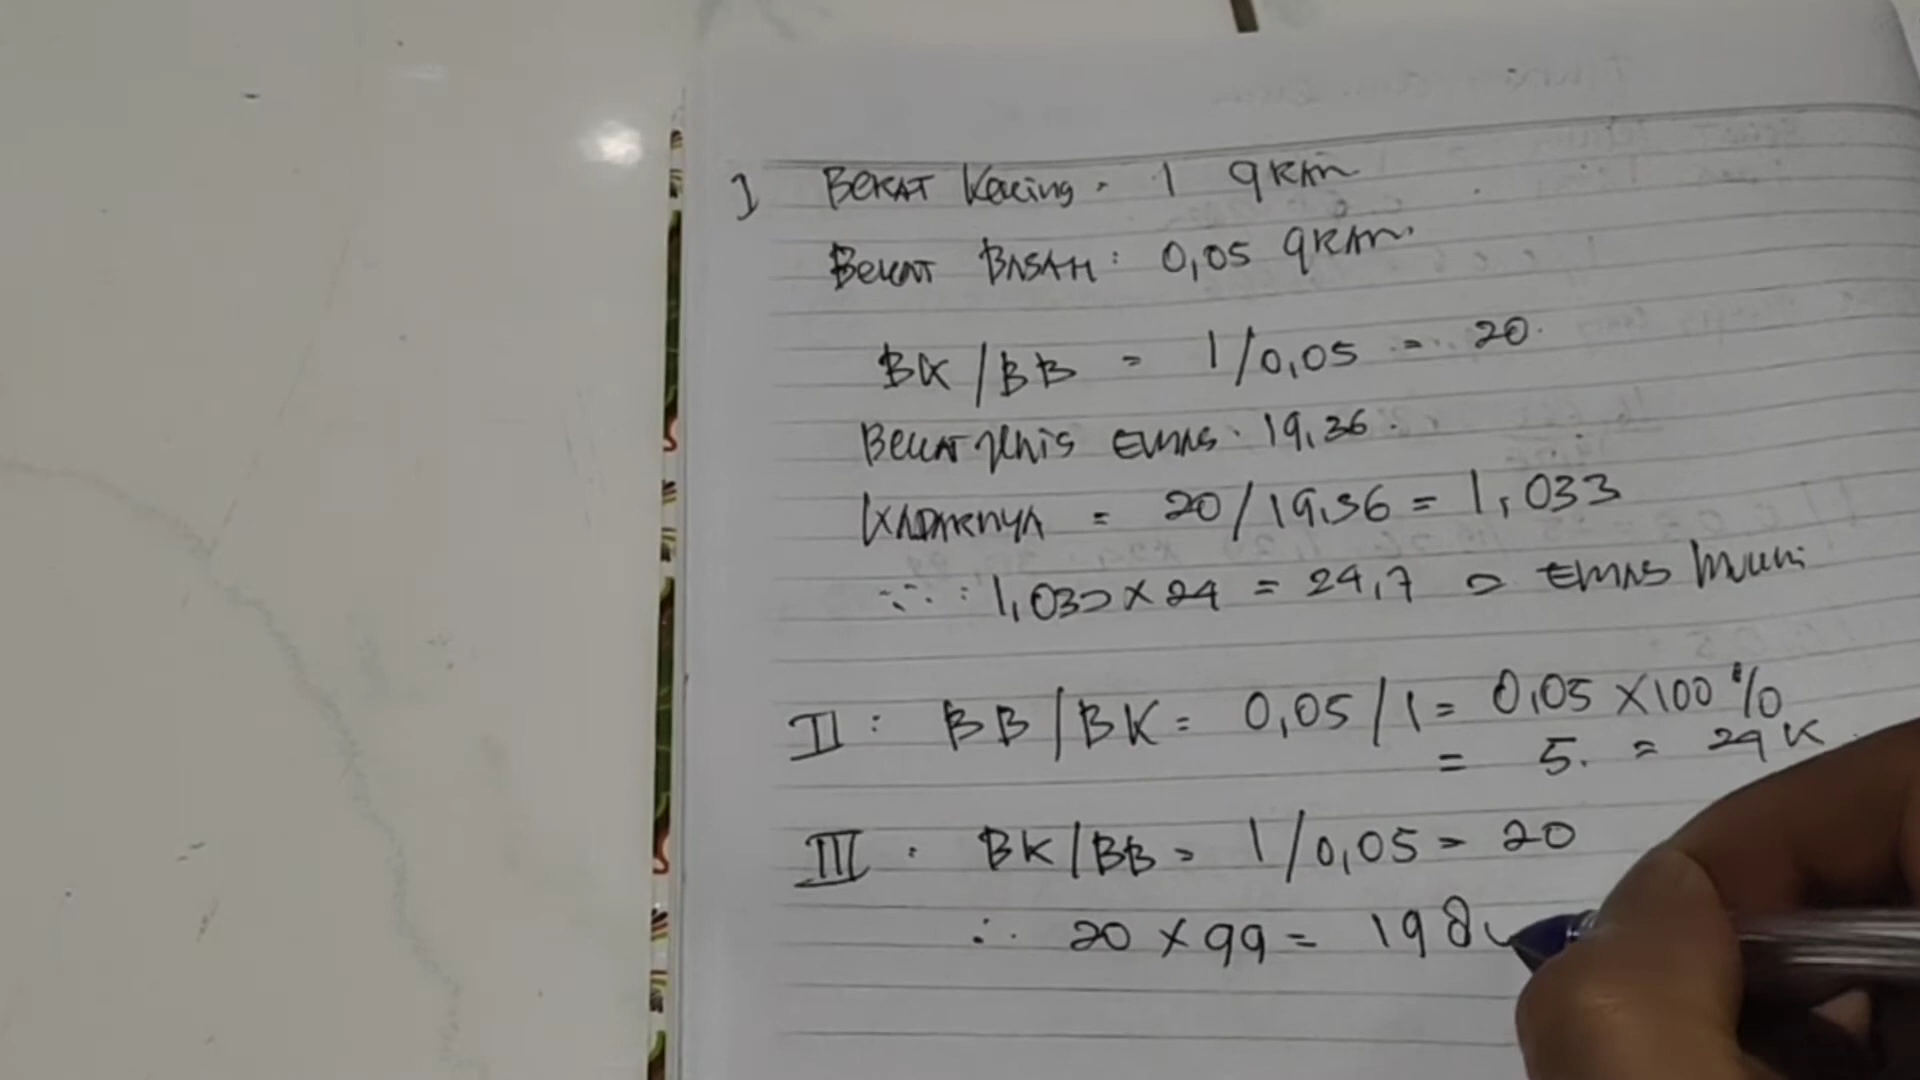 I BERAT Kering = 1 gram
Berat BASAH : 0,05 gram.
BK/BB = 1/0,05 = 20.
Berat Jenis EMAS = 19,36.
KADARnya = 20/19,36 = 1,033
∴ : 1,033 x 24 = 24,7 = EMAS Murni
II : BB/BK = 0,05/1 = 0,05 x 100 %
= 5. = 24 K.
III : BK/BB = 1/0,05 = 20
∴ 20 x 99 = 198